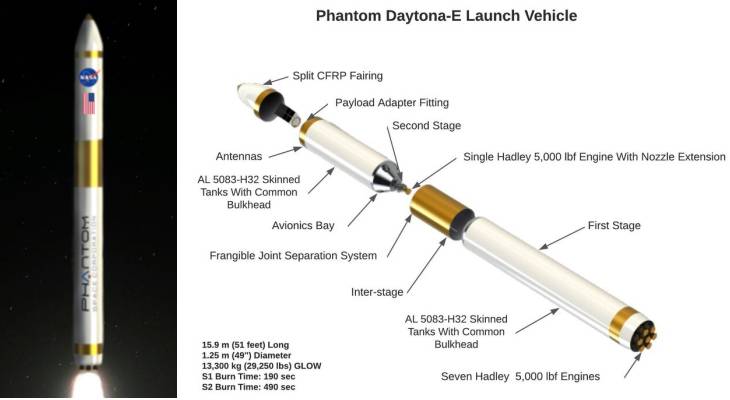 NASA
PHANTOM
SPACE CORPORATION
Phantom Daytona-E Launch Vehicle
Split CFRP Fairing
Payload Adapter Fitting
Second Stage
Antennas
Single Hadley 5,000 lbf Engine With Nozzle Extension
AL 5083-H32 Skinned
Tanks With Common
Bulkhead
Avionics Bay
First Stage
Frangible Joint Separation System
Inter-stage
AL 5083-H32 Skinned
Tanks With Common
Bulkhead
15.9 m (51 feet) Long
1.25 m (49") Diameter
13,300 kg (29,250 lbs) GLOW
S1 Burn Time: 190 sec
S2 Burn Time: 490 sec
Seven Hadley 5,000 lbf Engines